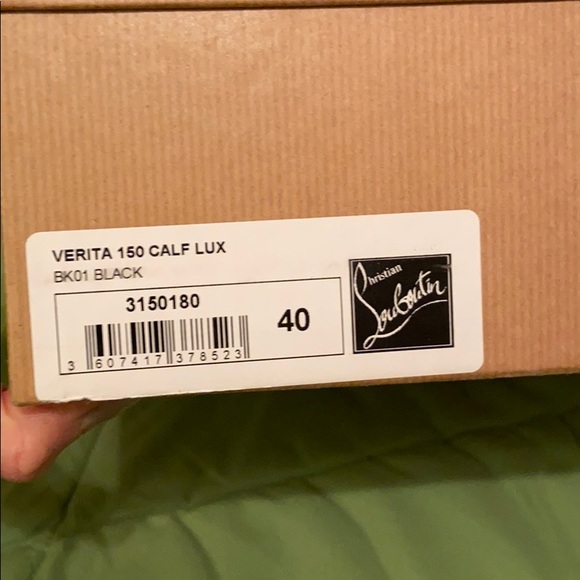 VERITA 150 CALF LUX
BK01 BLACK
3150180
40
3 607417 378523
Christian
Louboutin